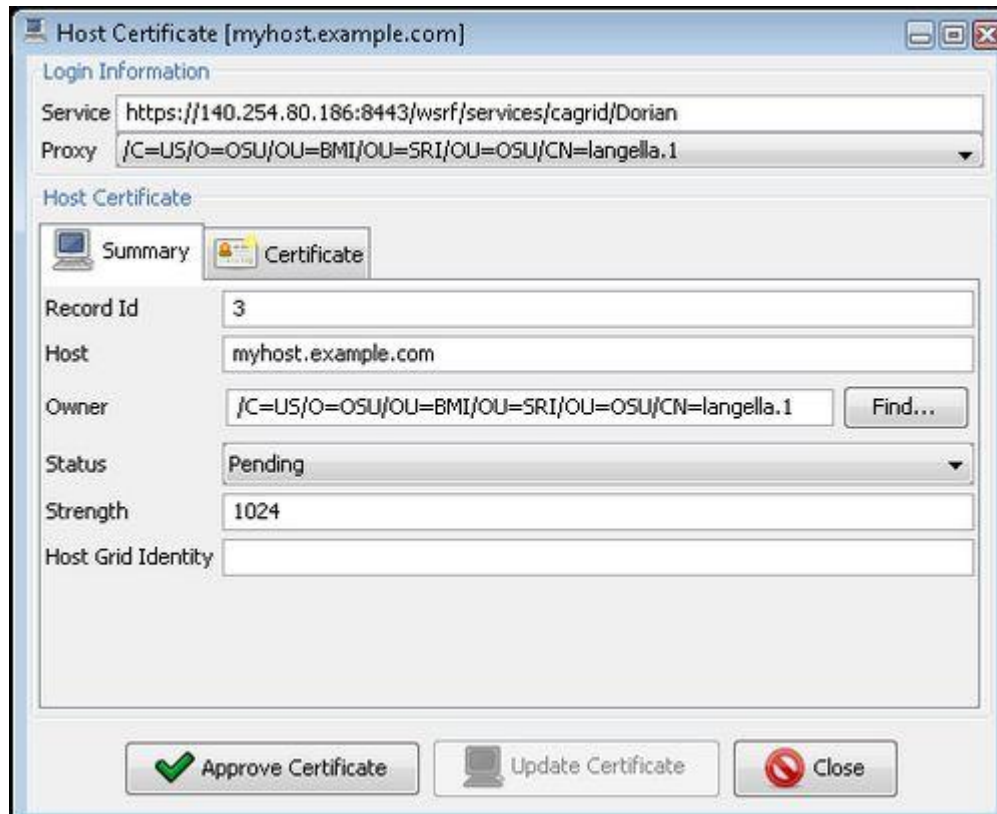 Host Certificate [myhost.example.com]
Login Information
Service https://140.254.80.186:8443/wsrf/services/cagrid/Dorian
Proxy /C=US/O=OSU/OU=BMI/OU=SRI/OU=OSU/CN=langella.1
Host Certificate
Summary Certificate
Record Id 3
Host myhost.example.com
Owner /C=US/O=OSU/OU=BMI/OU=SRI/OU=OSU/CN=langella.1 Find...
Status Pending
Strength 1024
Host Grid Identity
Approve Certificate Update Certificate Close